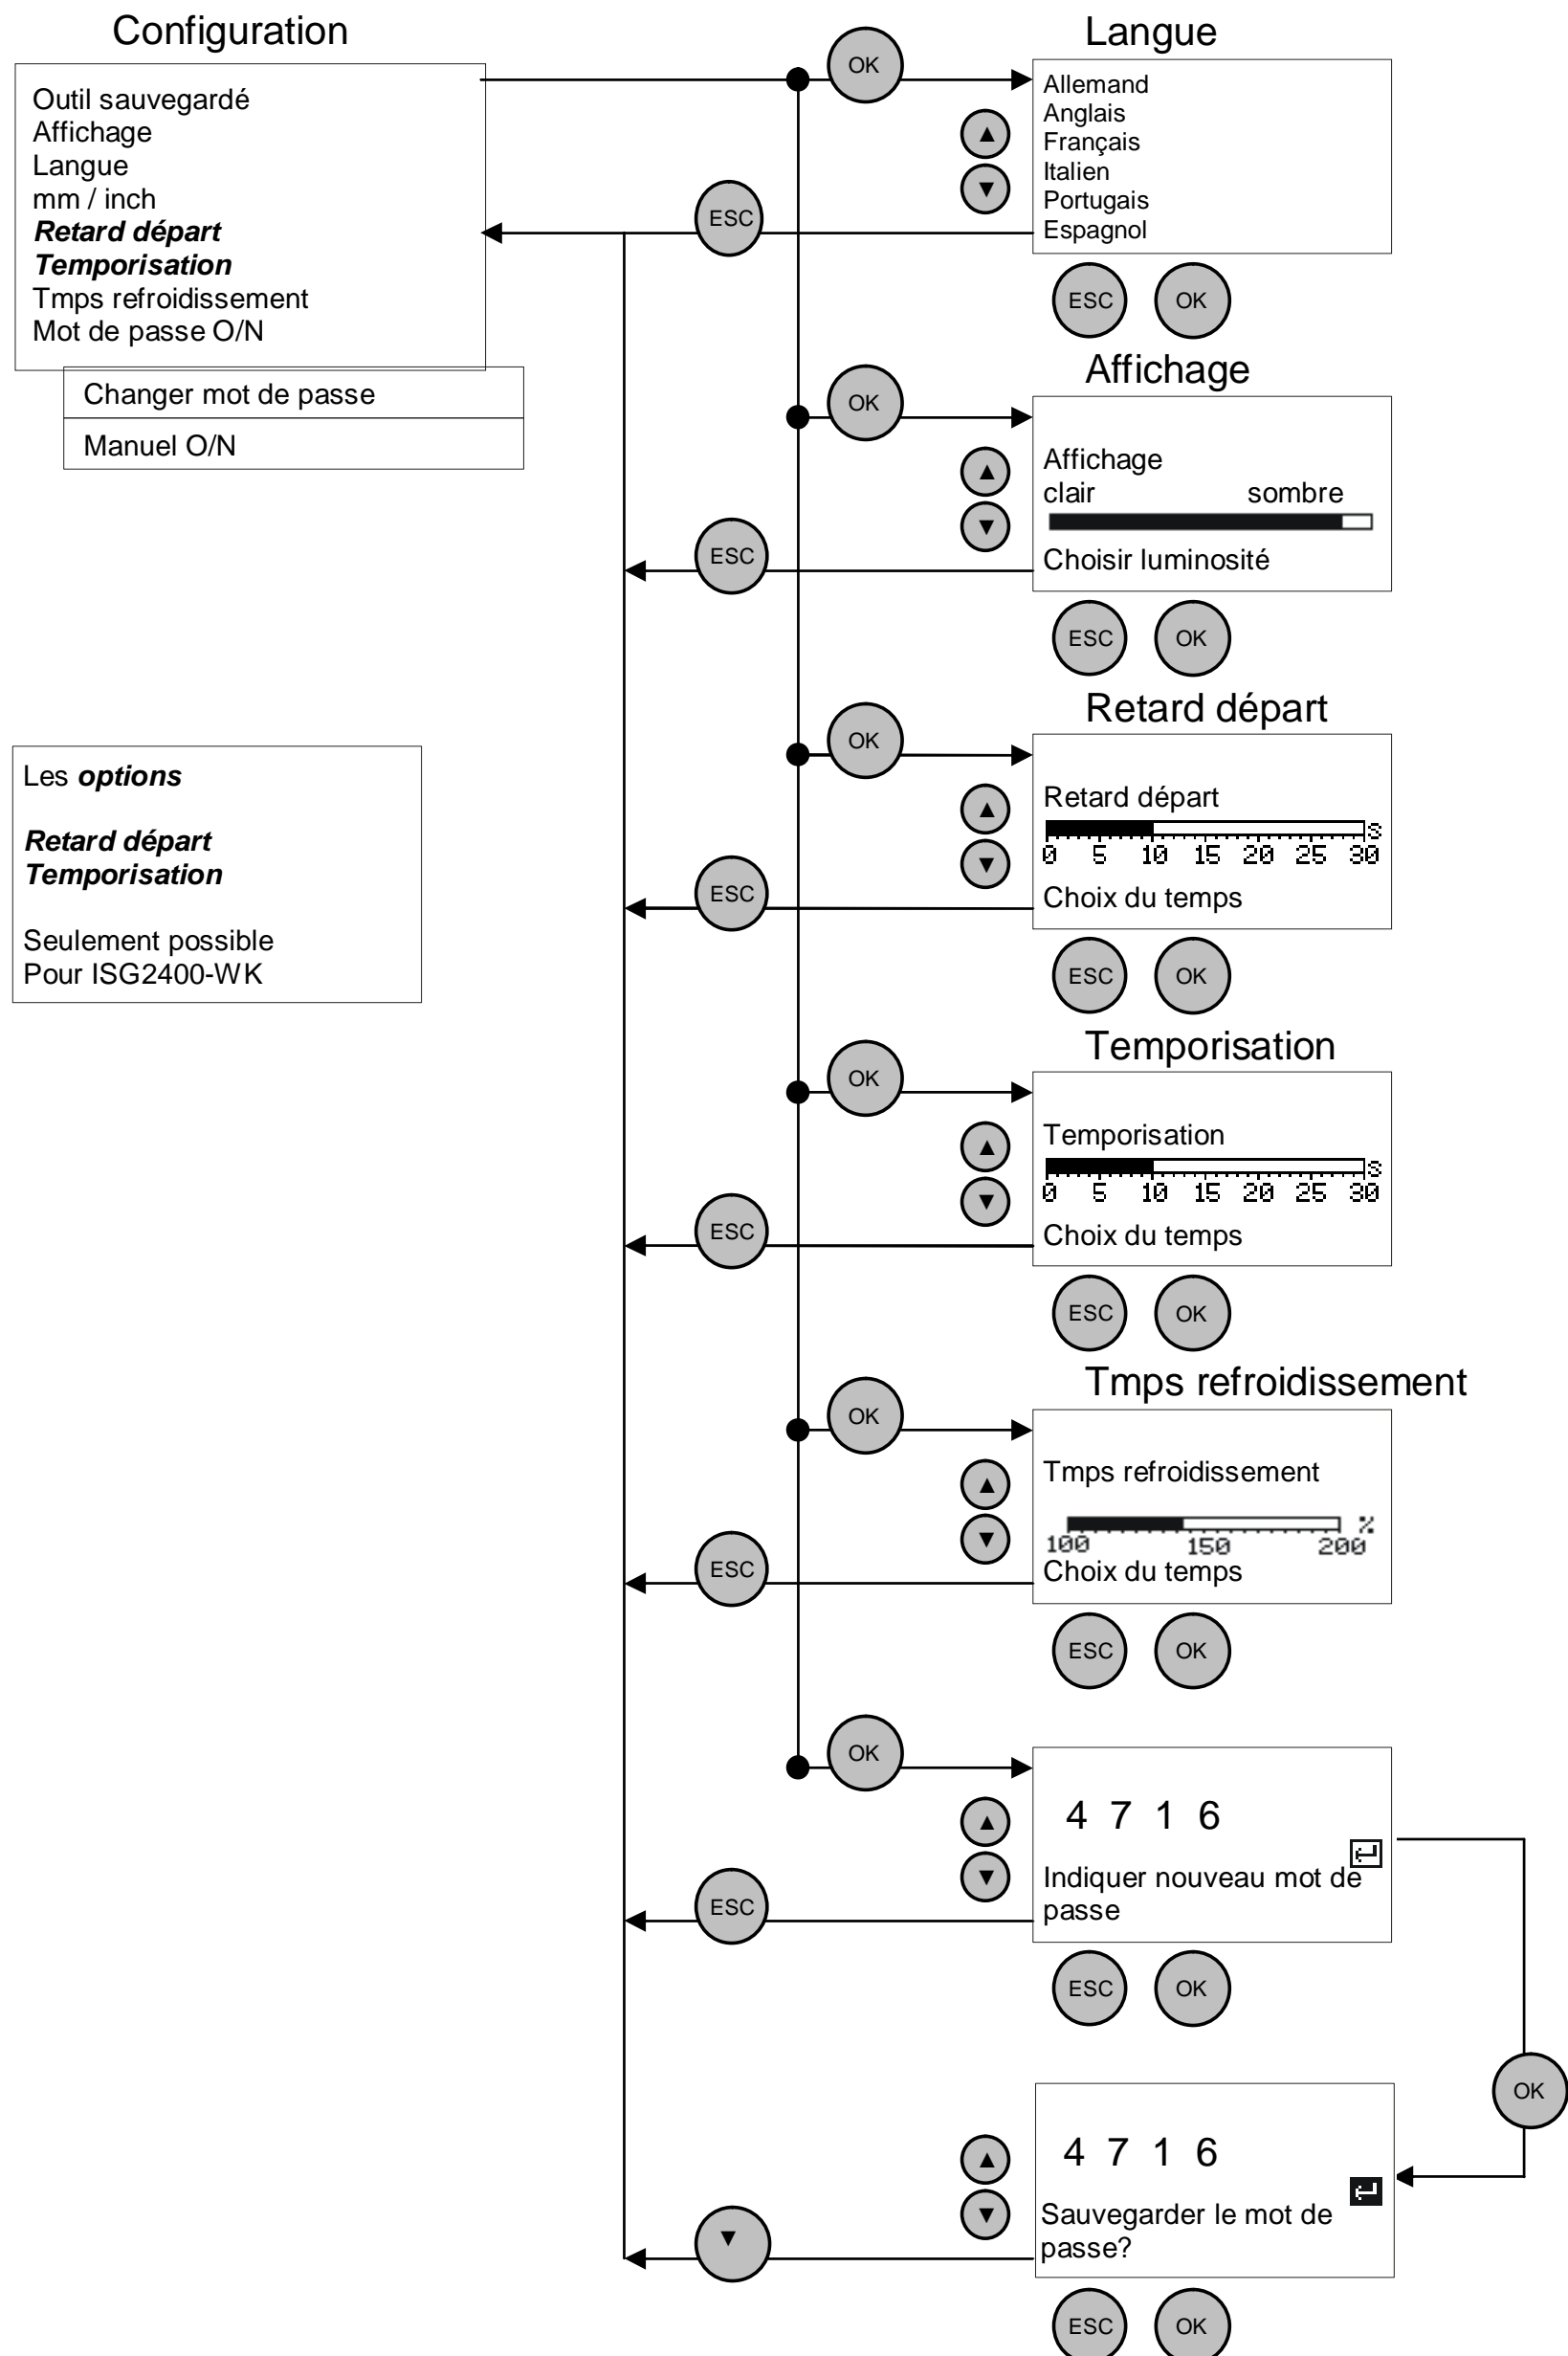 Configuration
Outil sauvegardé
Affichage
Langue
mm / inch
Retard départ
Temporisation
Tmps refroidissement
Mot de passe O/N
Changer mot de passe
Manuel O/N
Les options
Retard départ
Temporisation
Seulement possible
Pour ISG2400-WK
OK
Langue
Allemand
Anglais
Français
Italien
Portugais
Espagnol
▲
▼
ESC
ESC OK
OK
Affichage
Affichage
clair sombre
Choisir luminosité
▲
▼
ESC
ESC OK
OK
Retard départ
Retard départ
S
0 5 10 15 20 25 30
Choix du temps
▲
▼
ESC
ESC OK
OK
Temporisation
Temporisation
S
0 5 10 15 20 25 30
Choix du temps
▲
▼
ESC
ESC OK
OK
Tmps refroidissement
Tmps refroidissement
%
100 150 200
Choix du temps
▲
▼
ESC
ESC OK
OK
4 7 1 6
Indiquer nouveau mot de
passe
▲
▼
ESC
ESC OK
OK
4 7 1 6
Sauvegarder le mot de
passe?
▲
▼
▼
ESC OK